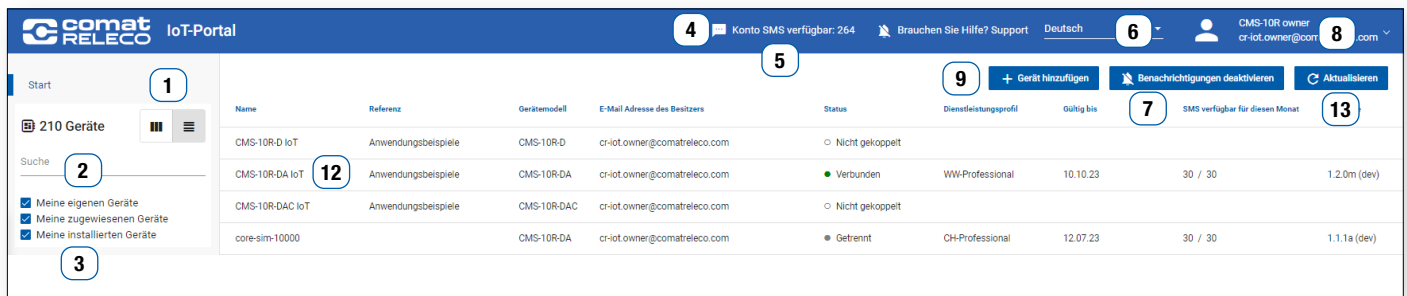 comat RELECO IoT-Portal 4 Konto SMS verfügbar: 264 Brauchen Sie Hilfe? Support Deutsch 6 CMS-10R owner
cr-iot.owner@com .com 8
5
Start 1 9 + Gerät hinzufügen Benachrichtigungen deaktivieren Aktualisieren
210 Geräte
Suche 2
Meine eigenen Geräte
Meine zugewiesenen Geräte
Meine installierten Geräte
3
Name Referenz Gerätemodell E-Mail Adresse des Besitzers Status Dienstleistungsprofil Gültig bis 7 SMS verfügbar für diesen Monat 13
CMS-10R-D IoT Anwendungsbeispiele CMS-10R-D cr-iot.owner@comatreleco.com Nicht gekoppelt
CMS-10R-DA IoT 12 Anwendungsbeispiele CMS-10R-DA cr-iot.owner@comatreleco.com Verbunden WW-Professional 10.10.23 30 / 30 1.2.0m (dev)
CMS-10R-DAC IoT Anwendungsbeispiele CMS-10R-DAC cr-iot.owner@comatreleco.com Nicht gekoppelt
core-sim-10000 CMS-10R-DA cr-iot.owner@comatreleco.com Getrennt CH-Professional 12.07.23 30 / 30 1.1.1a (dev)